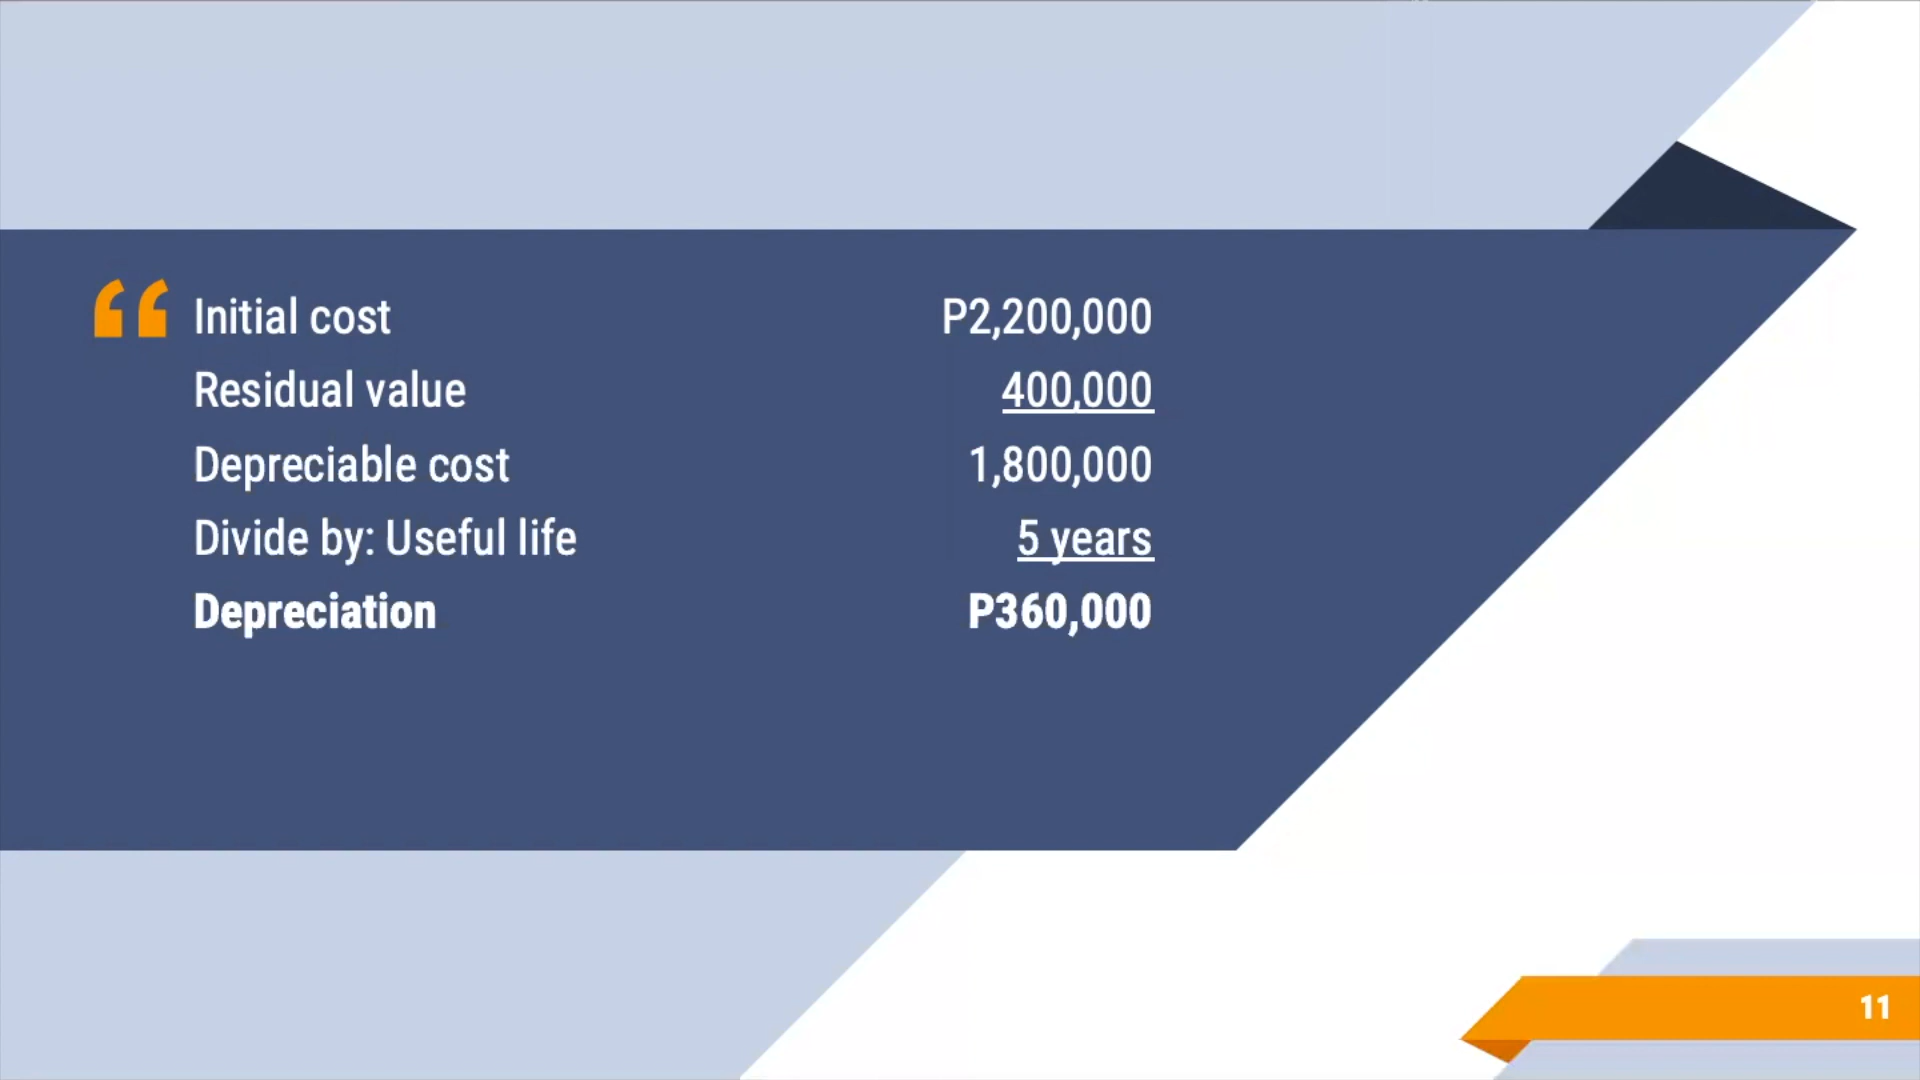 “ Initial cost P2,200,000
Residual value 400,000
Depreciable cost 1,800,000
Divide by: Useful life 5 years
Depreciation P360,000
11